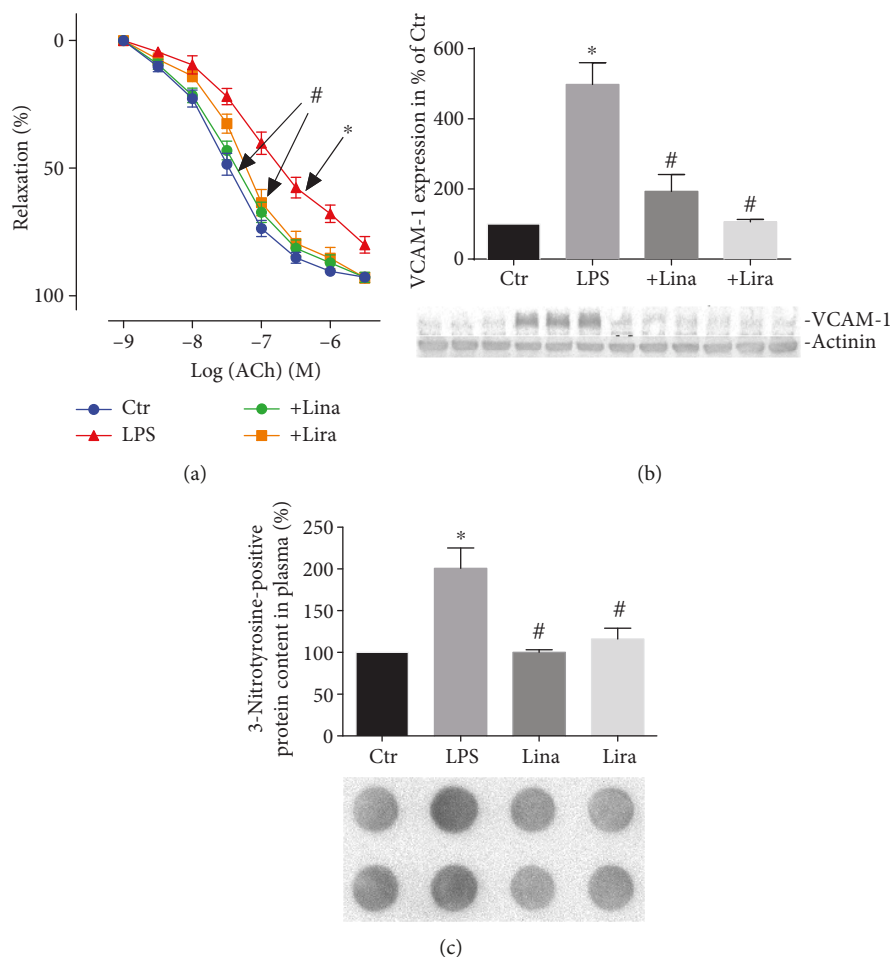 0
50
100
Relaxation (%)
#
*
–9
–8
–7
–6
Log (ACh) (M)
Ctr
+Lina
LPS
+Lira
(a)
VCAM-1 expression in % of Ctr
600
400
200
0
*
#
#
Ctr
LPS
+Lina
+Lira
-VCAM-1
-Actinin
(b)
3-Nitrotyrosine-positive
protein content in plasma (%)
250
200
150
100
50
0
*
#
#
Ctr
LPS
Lina
Lira
(c)